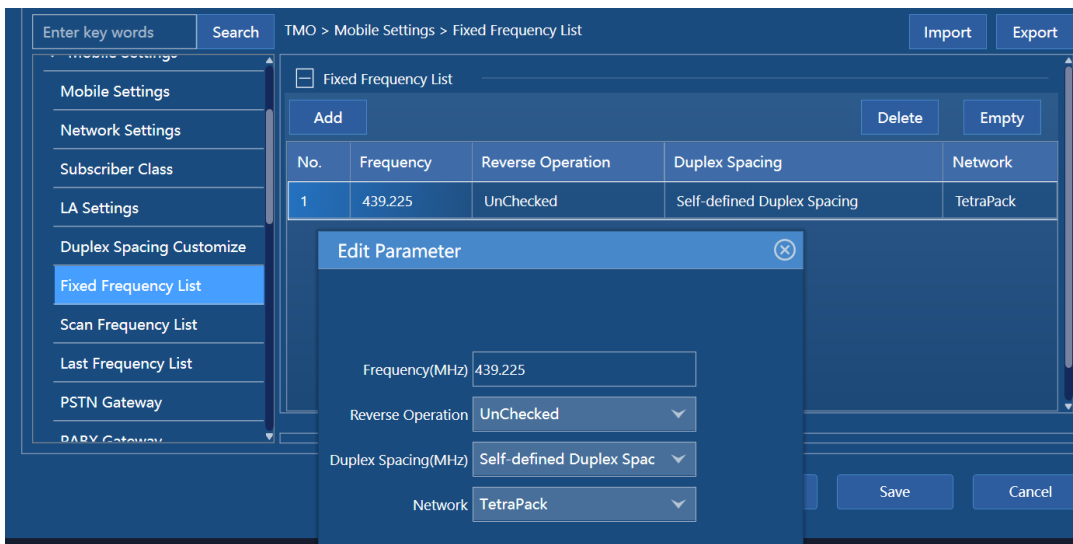 Enter key words Search TMO > Mobile Settings > Fixed Frequency List Import Export
Mobile Settings
Mobile Settings
Network Settings
Subscriber Class
LA Settings
Duplex Spacing Customize
Fixed Frequency List
Scan Frequency List
Last Frequency List
PSTN Gateway
PABX Gateway
Fixed Frequency List
Add Delete Empty
No. Frequency Reverse Operation Duplex Spacing Network
1 439.225 UnChecked Self-defined Duplex Spacing TetraPack
Edit Parameter
Frequency(MHz) 439.225
Reverse Operation UnChecked
Duplex Spacing(MHz) Self-defined Duplex Spac
Network TetraPack
Save Cancel